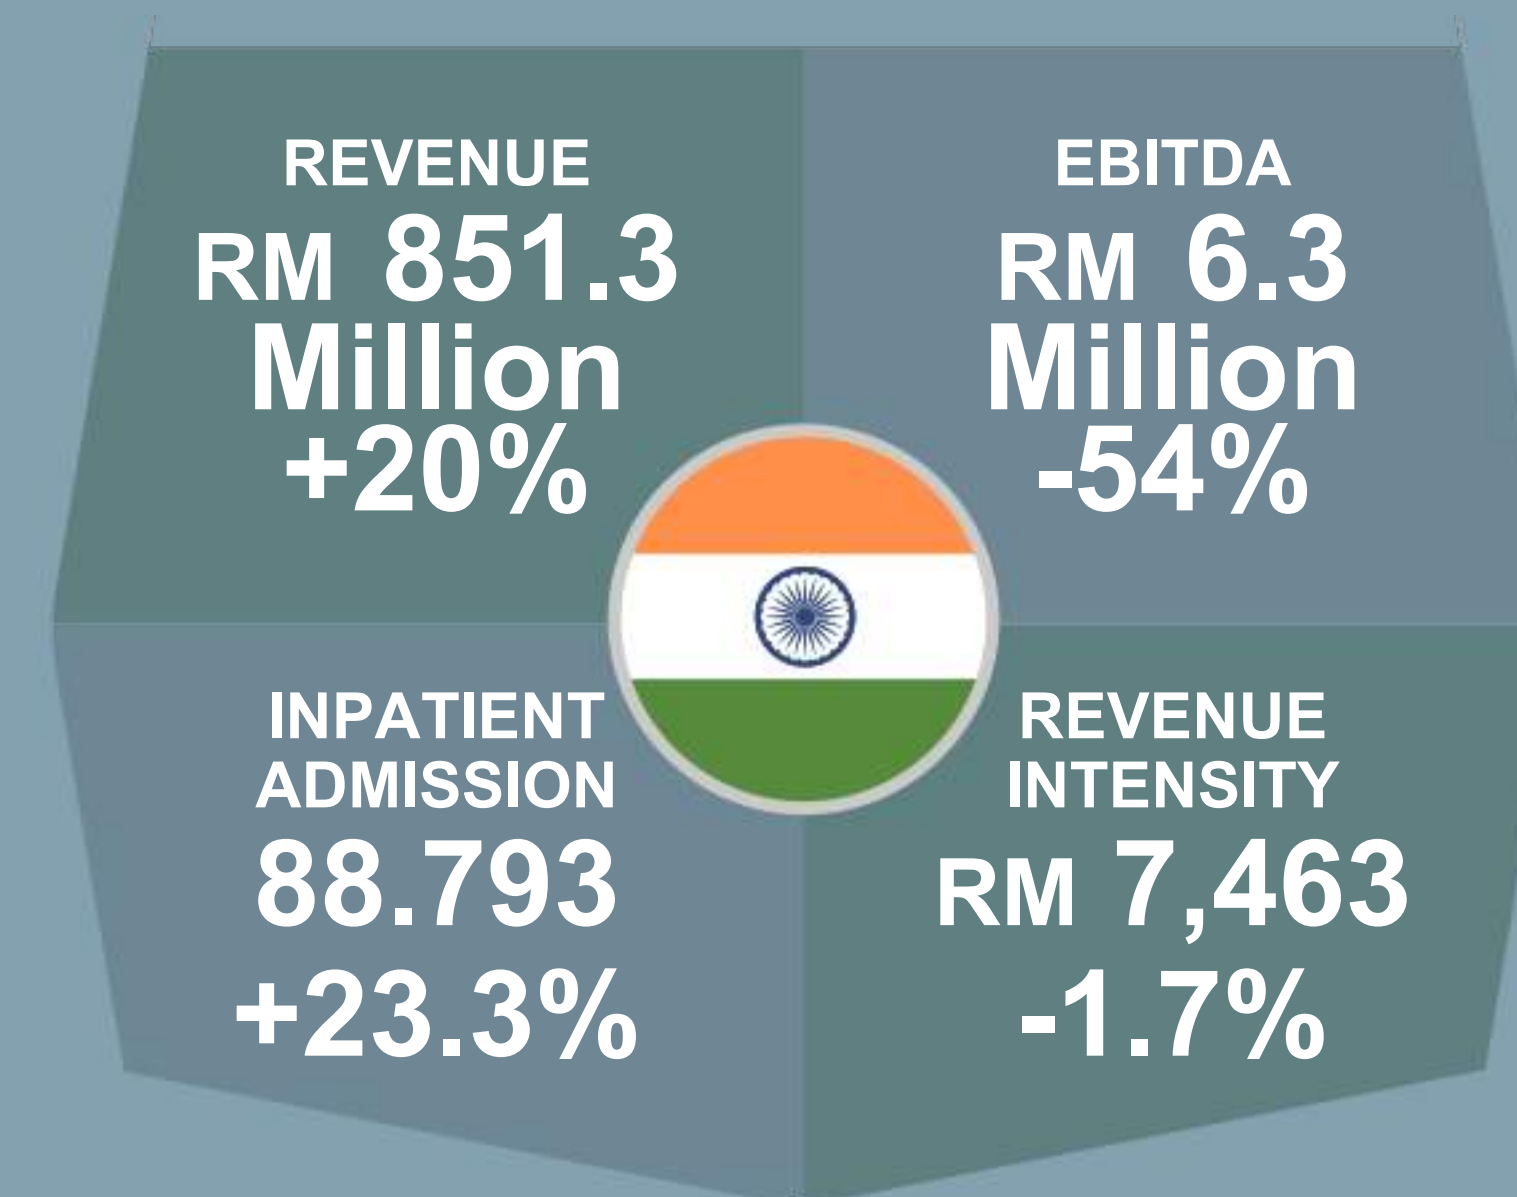 REVENUE
RM 851.3
Million
+20%
EBITDA
RM 6.3
Million
-54%
INPATIENT
ADMISSION
88.793
+23.3%
REVENUE
INTENSITY
RM 7,463
-1.7%